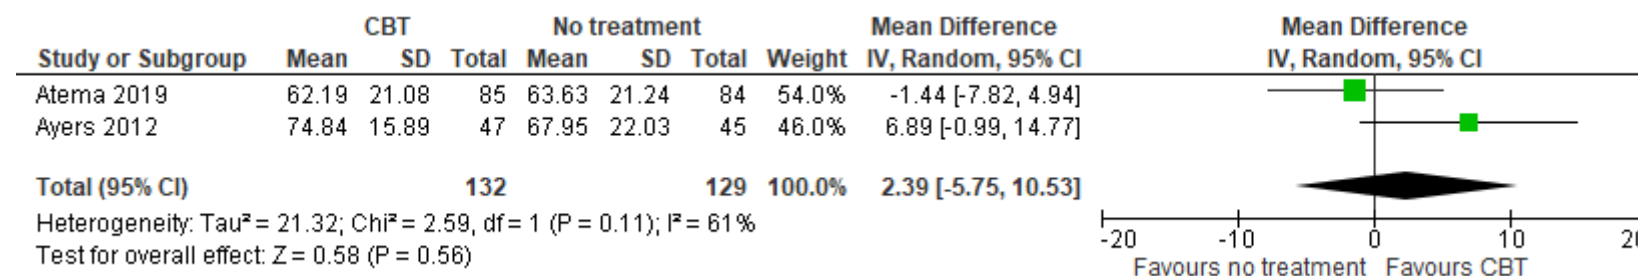 CBT No treatment Mean Difference Mean Difference
Study or Subgroup Mean SD Total Mean SD Total Weight IV, Random, 95% CI IV, Random, 95% CI
Atema 2019 62.19 21.08 85 63.63 21.24 84 54.0% -1.44 [-7.82, 4.94]
Ayers 2012 74.84 15.89 47 67.95 22.03 45 46.0% 6.89 [-0.99, 14.77]
Total (95% CI) 132 129 100.0% 2.39 [-5.75, 10.53]
Heterogeneity: Tau² = 21.32; Chi² = 2.59, df = 1 (P = 0.11); I² = 61%
Test for overall effect: Z = 0.58 (P = 0.56)
-20 -10 0 10 20
Favours no treatment Favours CBT